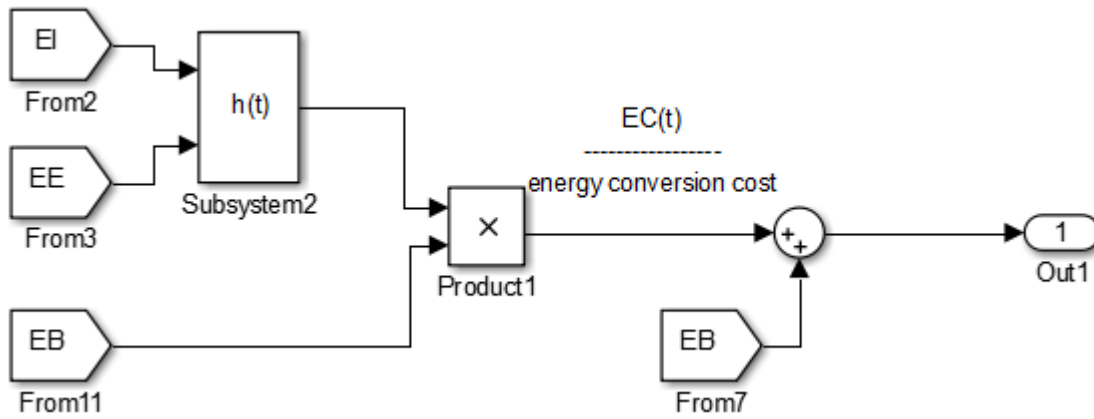 EI
From2
h(t)
Subsystem2
EE
From3
EC(t)
-----------------
energy conversion cost
×
Product1
EB
From11
++
EB
From7
1
Out1